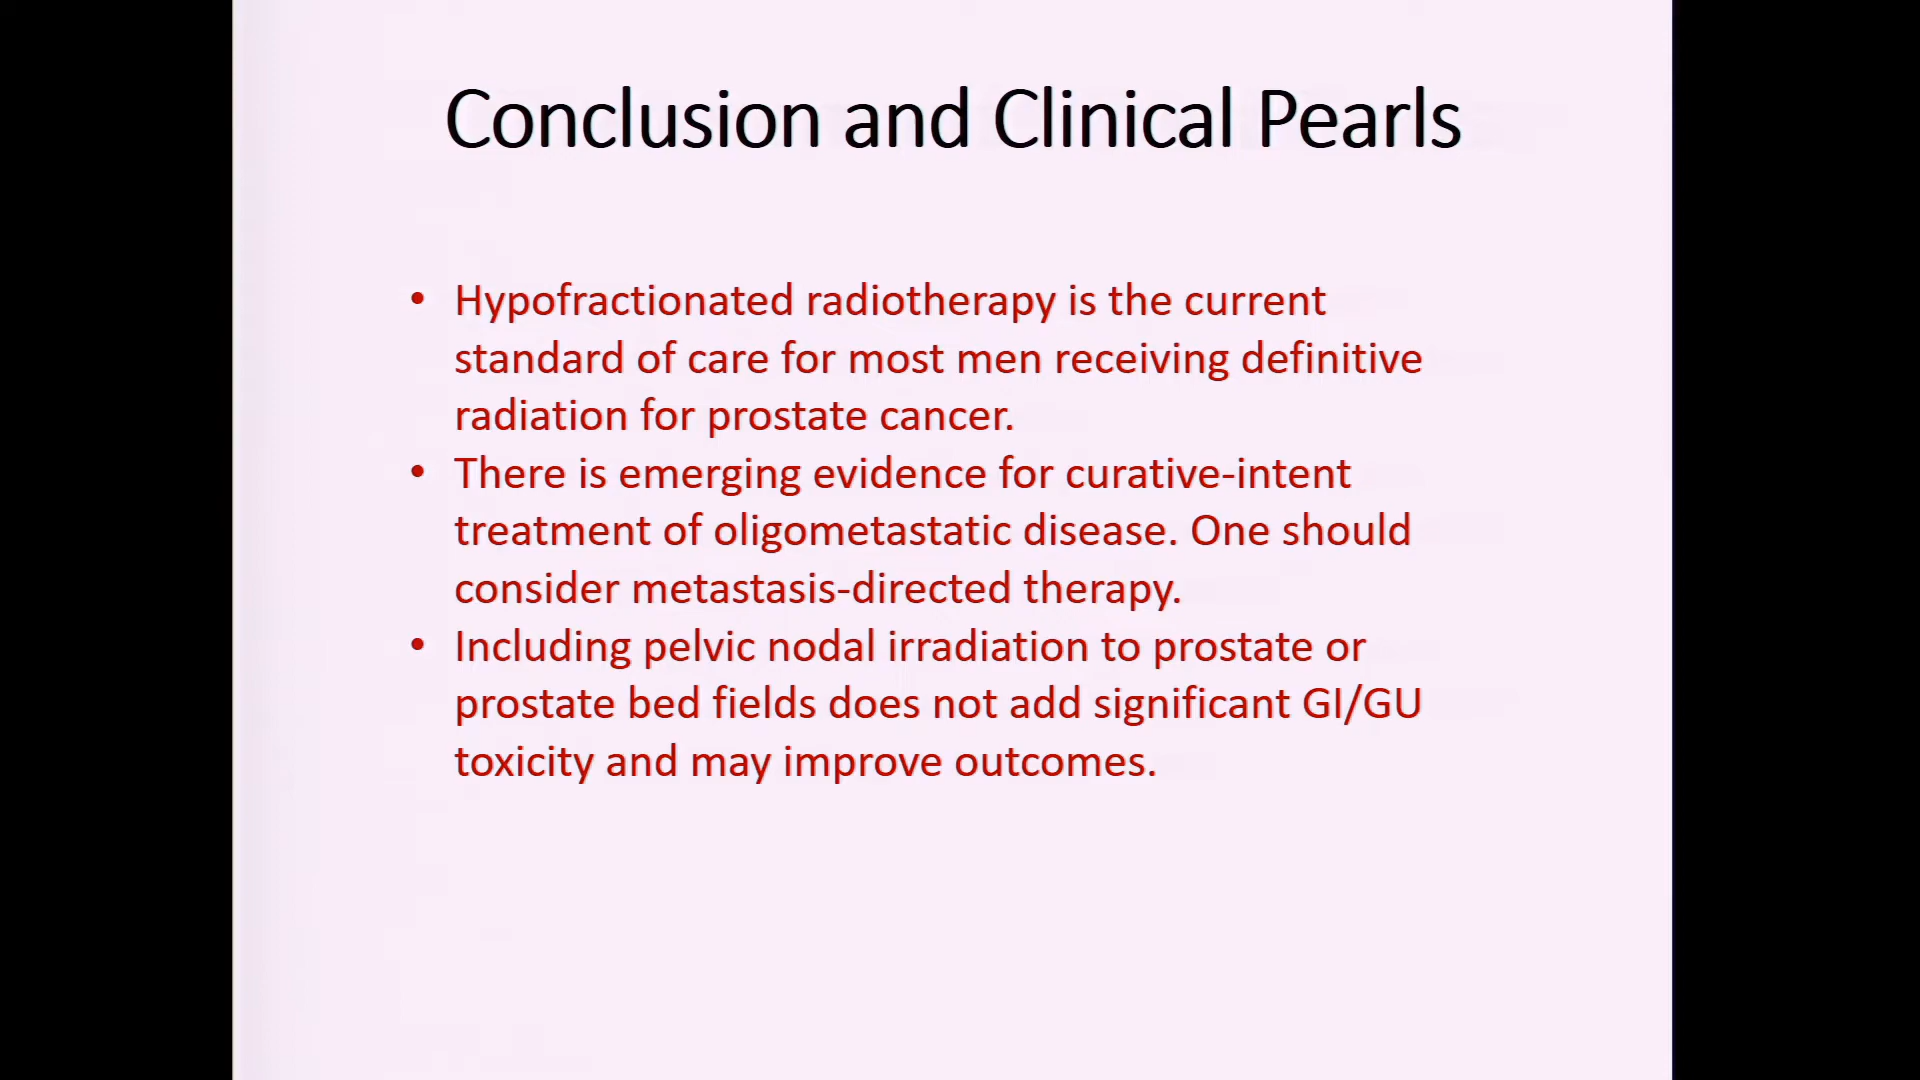 Conclusion and Clinical Pearls
• Hypofractionated radiotherapy is the current
standard of care for most men receiving definitive
radiation for prostate cancer.
• There is emerging evidence for curative-intent
treatment of oligometastatic disease. One should
consider metastasis-directed therapy.
• Including pelvic nodal irradiation to prostate or
prostate bed fields does not add significant GI/GU
toxicity and may improve outcomes.